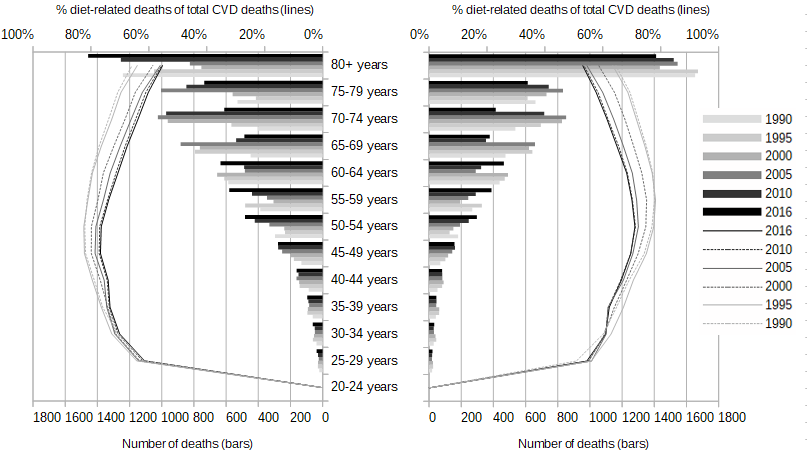 % diet-related deaths of total CVD deaths (lines)
% diet-related deaths of total CVD deaths (lines)
100% 80% 60% 40% 20% 0%
0% 20% 40% 60% 80% 100%
80+ years
75-79 years
70-74 years
65-69 years
60-64 years
55-59 years
50-54 years
45-49 years
40-44 years
35-39 years
30-34 years
25-29 years
20-24 years
1990
1995
2000
2005
2010
2016
2016
2010
2005
2000
1995
1990
1800 1600 1400 1200 1000 800 600 400 200 0
0 200 400 600 800 1000 1200 1400 1600 1800
Number of deaths (bars)
Number of deaths (bars)